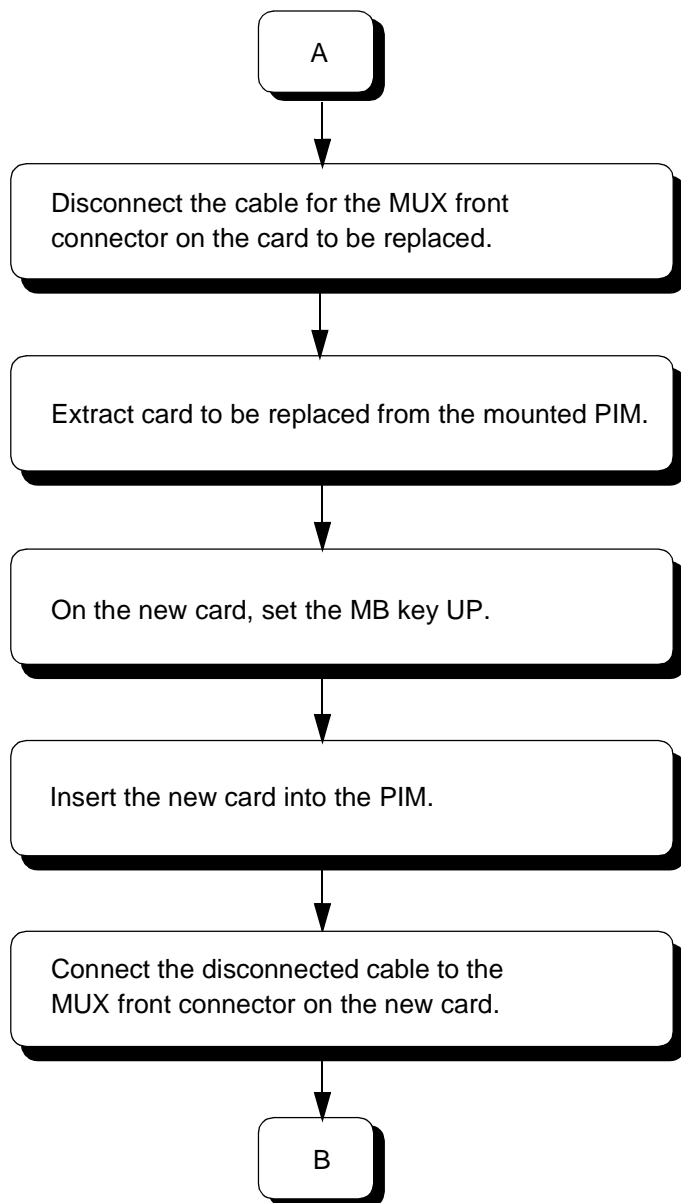 A
Disconnect the cable for the MUX front
connector on the card to be replaced.
Extract card to be replaced from the mounted PIM.
On the new card, set the MB key UP.
Insert the new card into the PIM.
Connect the disconnected cable to the
MUX front connector on the new card.
B